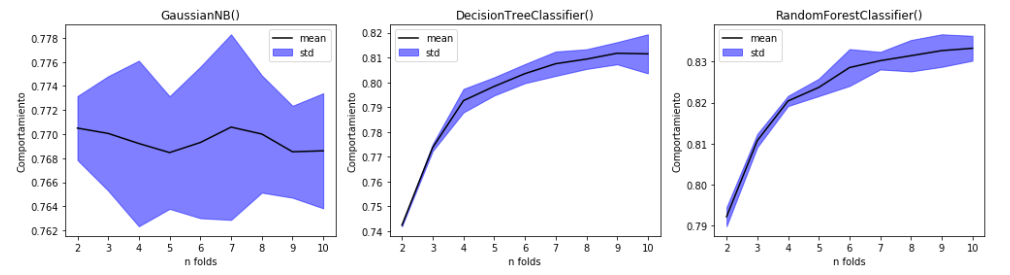 GaussianNB()
Comportamiento
0.778
0.776
0.774
0.772
0.770
0.768
0.766
0.764
0.762
mean
std
2 3 4 5 6 7 8 9 10
n folds
DecisionTreeClassifier()
Comportamiento
0.82
0.81
0.80
0.79
0.78
0.77
0.76
0.75
0.74
mean
std
2 3 4 5 6 7 8 9 10
n folds
RandomForestClassifier()
Comportamiento
0.83
0.82
0.81
0.80
0.79
mean
std
2 3 4 5 6 7 8 9 10
n folds